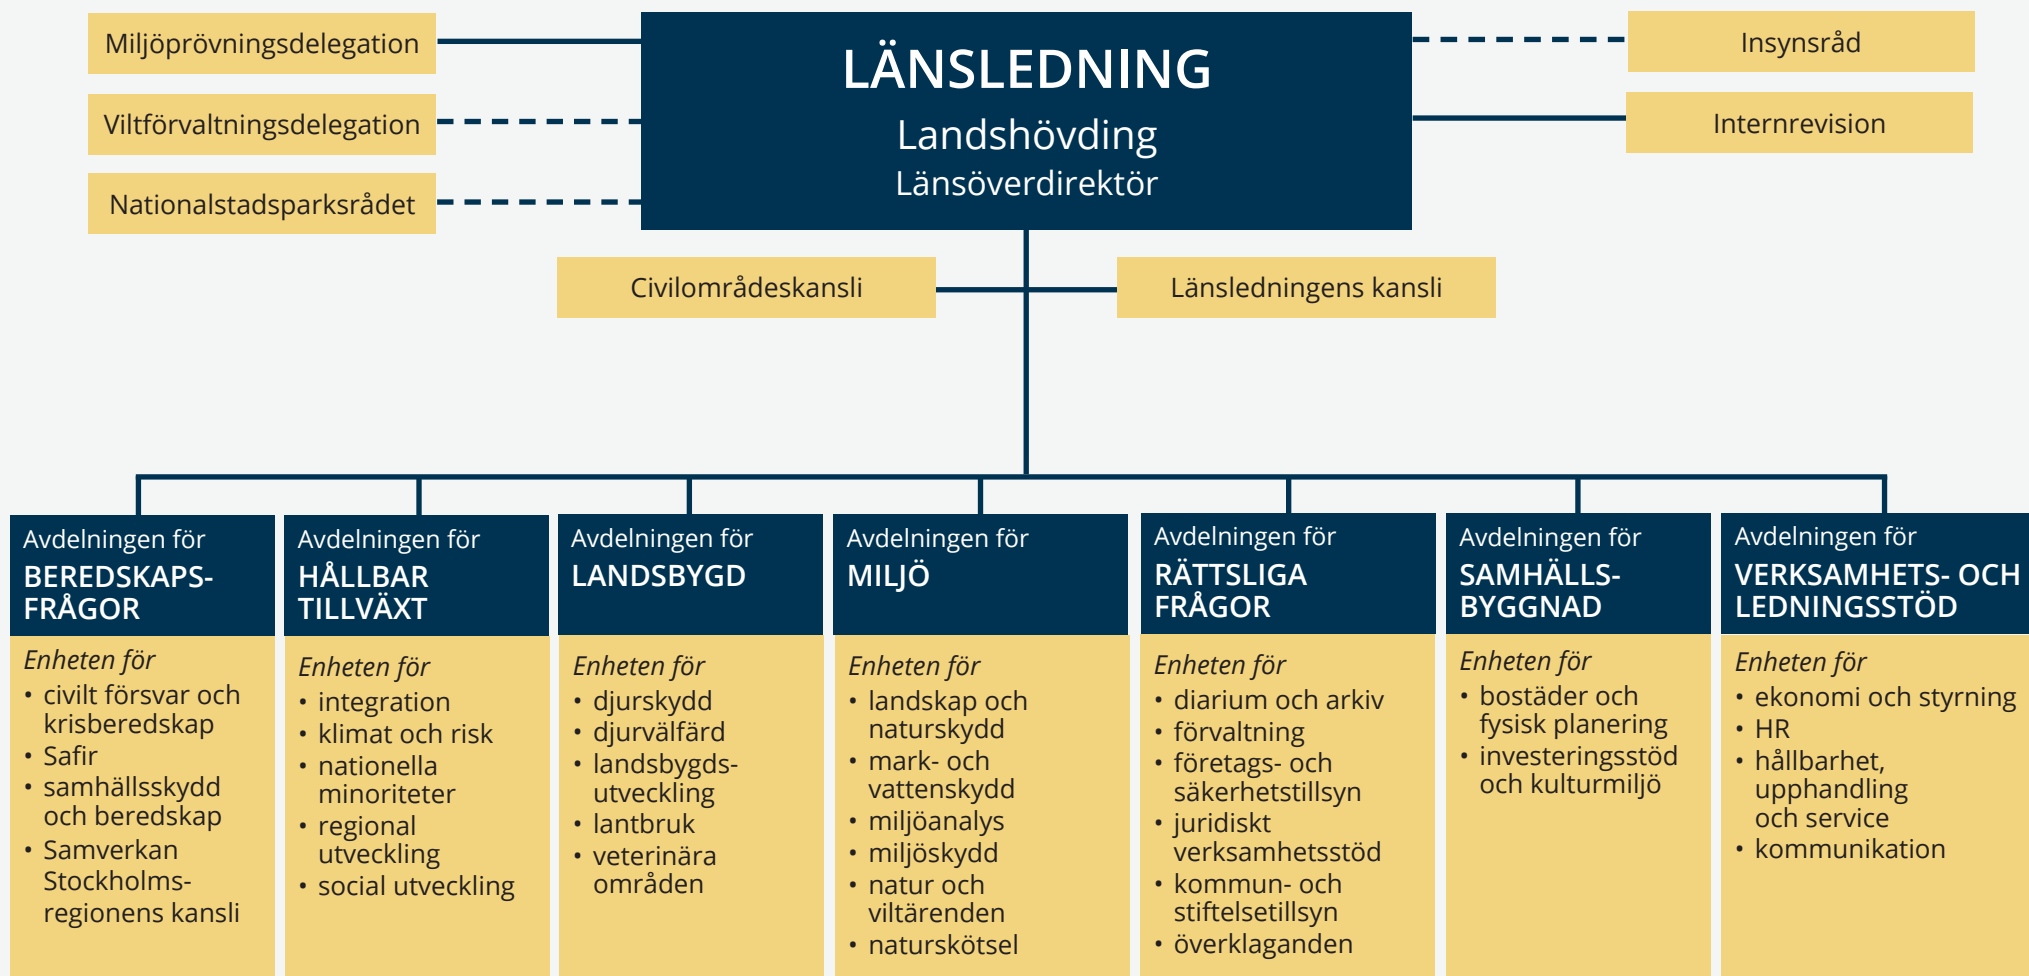 Miljöprövningsdelegation
Viltförvaltningsdelegation
Nationalstadsparksrådet
LÄNSLEDNING
Landshövding
Länsöverdirektör
Insynsråd
Internrevision
Civilområdeskansli
Länsledningens kansli
Avdelningen för
BEREDSKAPS-
FRÅGOR
Enheten för
• civilt försvar och
krisberedskap
• Safir
• samhällsskydd
och beredskap
• Samverkan
Stockholms-
regionens kansli
Avdelningen för
HÅLLBAR
TILLVÄXT
Enheten för
• integration
• klimat och risk
• nationella
minoriteter
• regional
utveckling
• social utveckling
Avdelningen för
LANDSBYGD
Enheten för
• djurskydd
• djurvälfärd
• landsbygds-
utveckling
• lantbruk
• veterinära
områden
Avdelningen för
MILJÖ
Enheten för
• landskap och
naturskydd
• mark- och
vattenskydd
• miljöanalys
• miljöskydd
• natur och
viltärenden
• naturskötsel
Avdelningen för
RÄTTSLIGA
FRÅGOR
Enheten för
• diarium och arkiv
• förvaltning
• företags- och
säkerhetstillsyn
• juridiskt
verksamhetsstöd
• kommun- och
stiftelsetillsyn
• överklaganden
Avdelningen för
SAMHÄLLS-
BYGGNAD
Enheten för
• bostäder och
fysisk planering
• investeringsstöd
och kulturmiljö
Avdelningen för
VERKSAMHETS- OCH
LEDNINGSSTÖD
Enheten för
• ekonomi och styrning
• HR
• hållbarhet,
upphandling
och service
• kommunikation